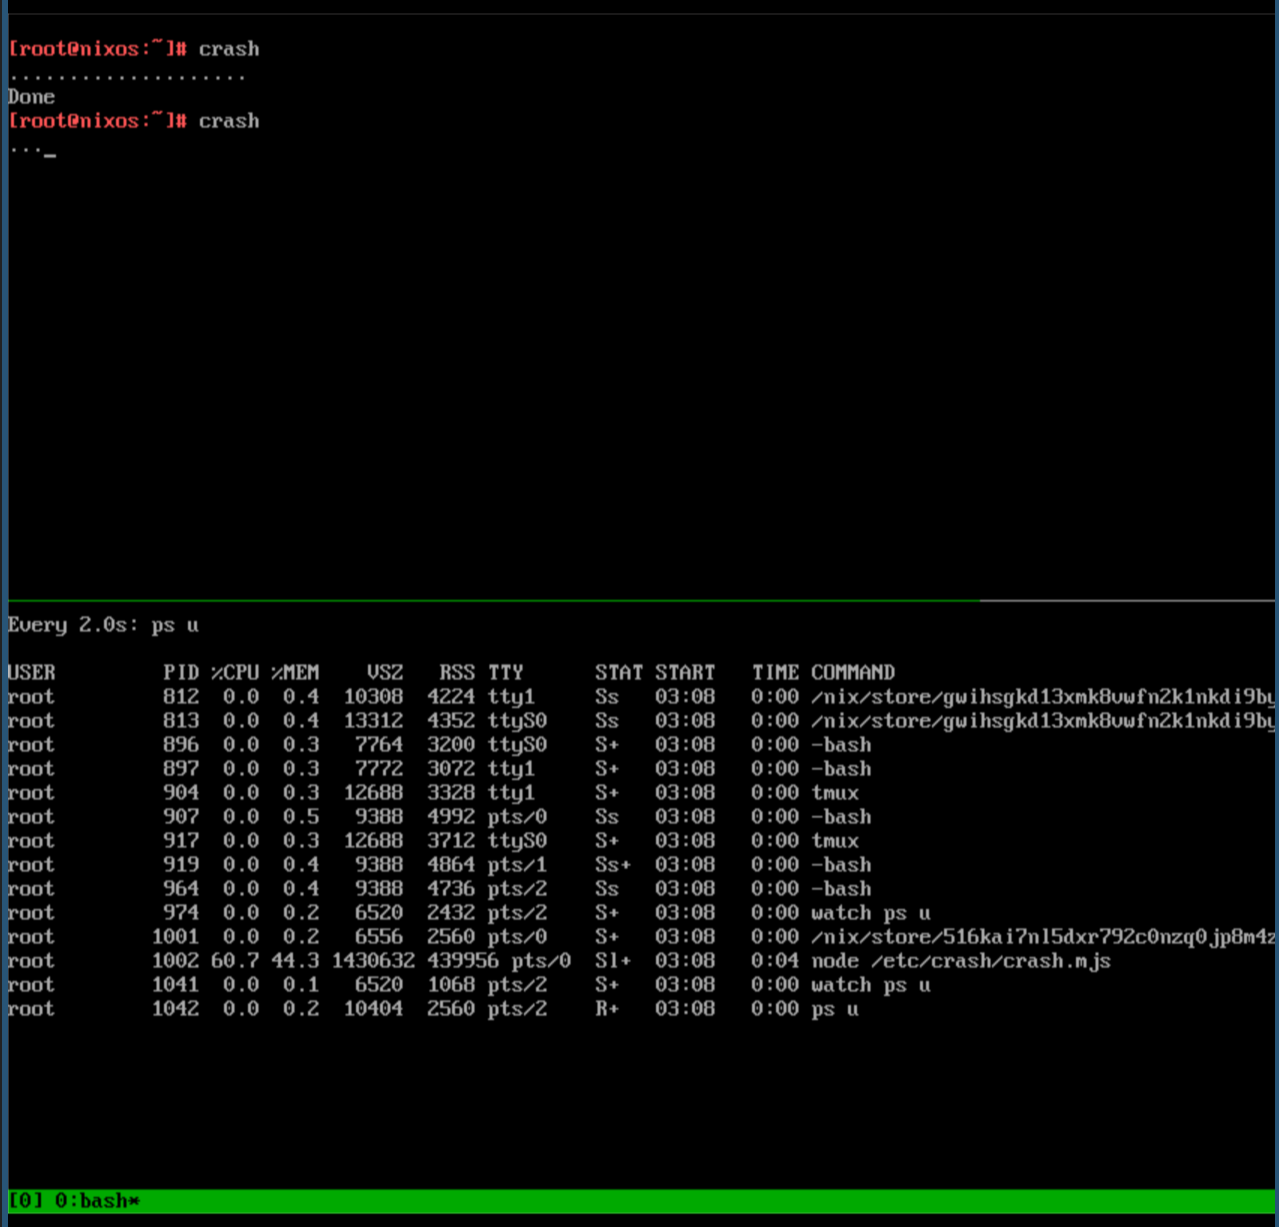 [root@nixos:~]# crash
....................
Done
[root@nixos:~]# crash
..._
Every 2.0s: ps u
USER         PID %CPU %MEM    VSZ   RSS TTY      STAT START   TIME COMMAND
root         812  0.0  0.4  10308  4224 tty1     Ss   03:08   0:00 /nix/store/gwihsgkd13xmk8vwfn2k1nkdi9by
root         813  0.0  0.4  13312  4352 ttyS0    Ss   03:08   0:00 /nix/store/gwihsgkd13xmk8vwfn2k1nkdi9by
root         896  0.0  0.3   7764  3200 ttyS0    S+   03:08   0:00 -bash
root         897  0.0  0.3   7772  3072 tty1     S+   03:08   0:00 -bash
root         904  0.0  0.3  12688  3328 tty1     S+   03:08   0:00 tmux
root         907  0.0  0.5   9388  4992 pts/0    Ss   03:08   0:00 -bash
root         917  0.0  0.3  12688  3712 ttyS0    S+   03:08   0:00 tmux
root         919  0.0  0.4   9388  4864 pts/1    Ss+  03:08   0:00 -bash
root         964  0.0  0.4   9388  4736 pts/2    Ss   03:08   0:00 -bash
root         974  0.0  0.2   6520  2432 pts/2    S+   03:08   0:00 watch ps u
root        1001  0.0  0.2   6556  2560 pts/0    S+   03:08   0:00 /nix/store/516kai7nl5dxr792c0nzq0jp8m4z
root        1002 60.7 44.3 1430632 439956 pts/0  Sl+  03:08   0:04 node /etc/crash/crash.mjs
root        1041  0.0  0.1   6520  1068 pts/2    S+   03:08   0:00 watch ps u
root        1042  0.0  0.2  10404  2560 pts/2    R+   03:08   0:00 ps u
[0] 0:bash*